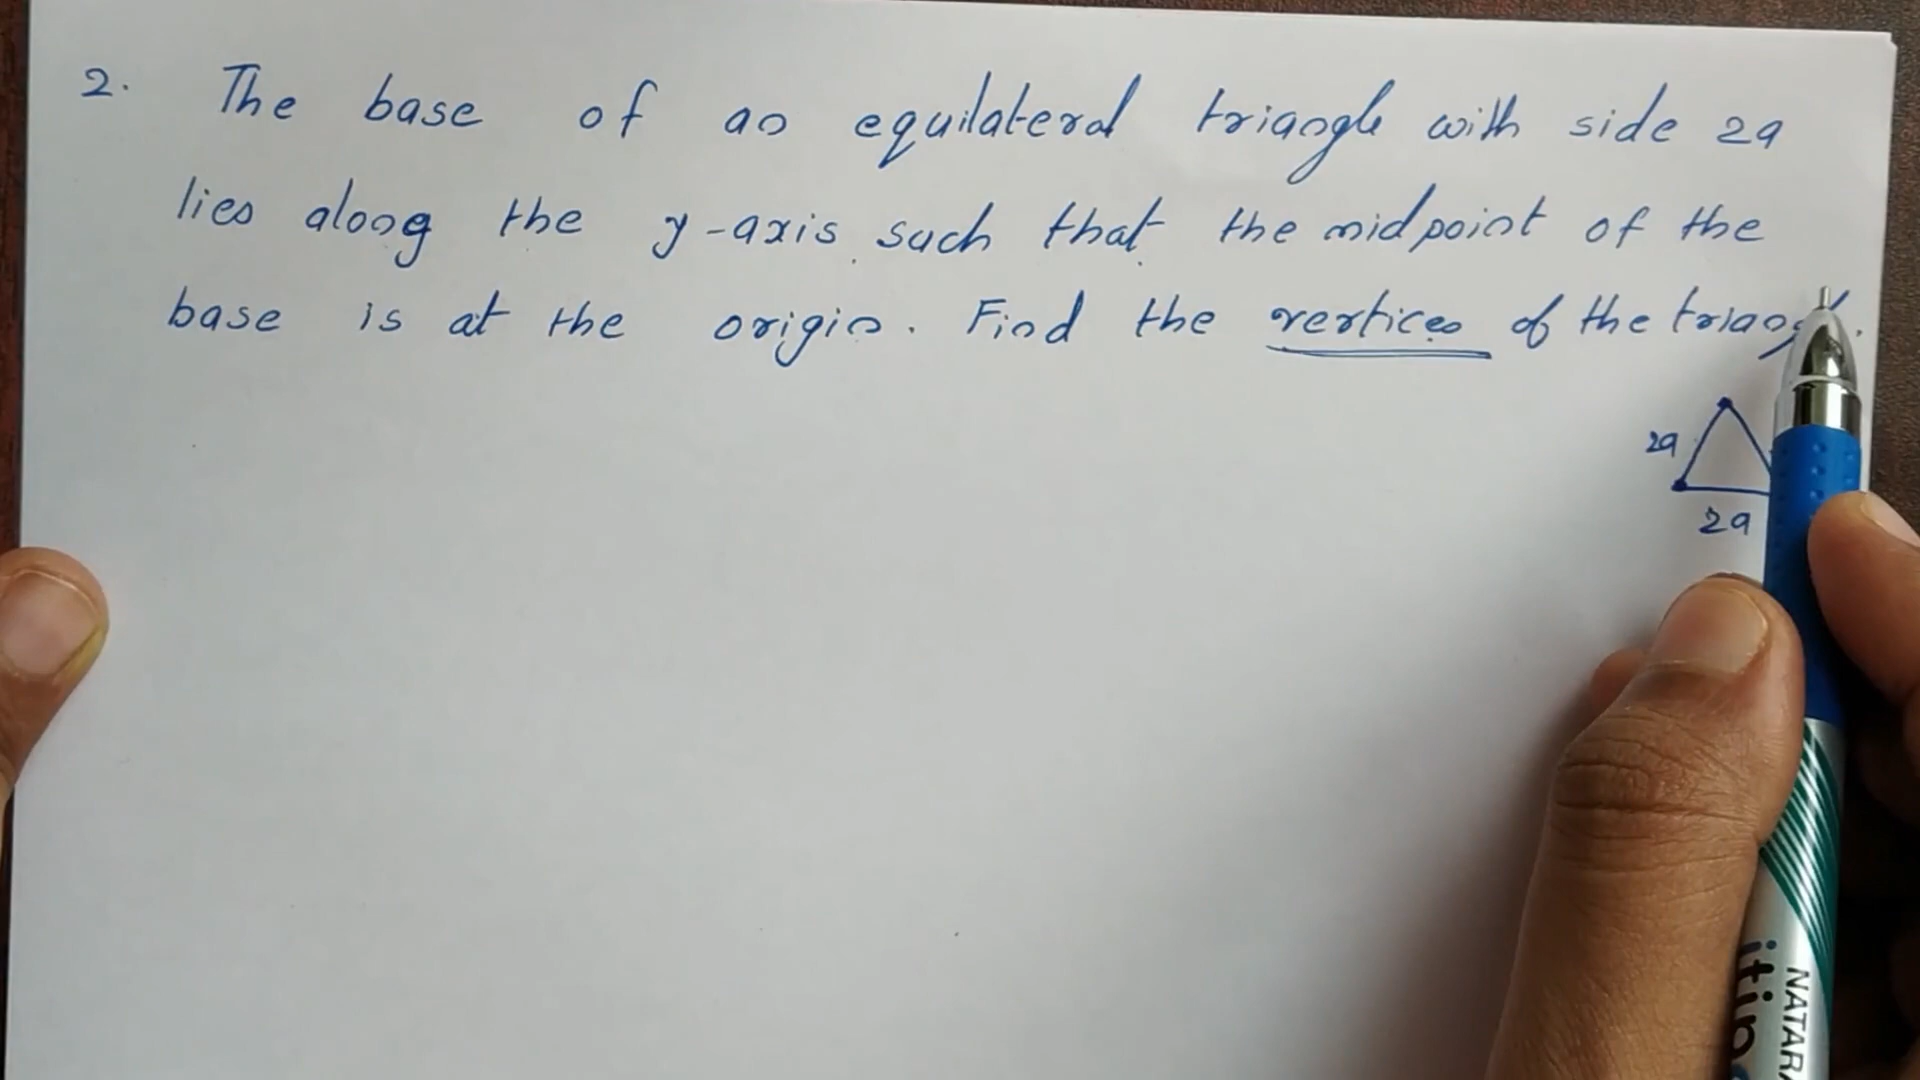 2. The base of an equilateral triangle with side 2a
lies along the y-axis such that the midpoint of the
base is at the origin. Find the vertices of the
2a
2a
NATARA